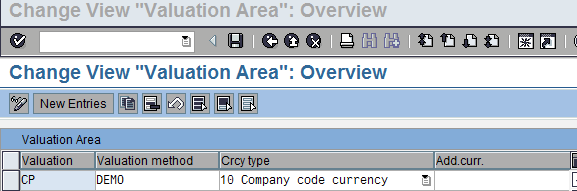 Change View "Valuation Area": Overview
Change View "Valuation Area": Overview
New Entries
Valuation Area
Valuation Valuation method Crcy type Add.curr.
CP DEMO 10 Company code currency